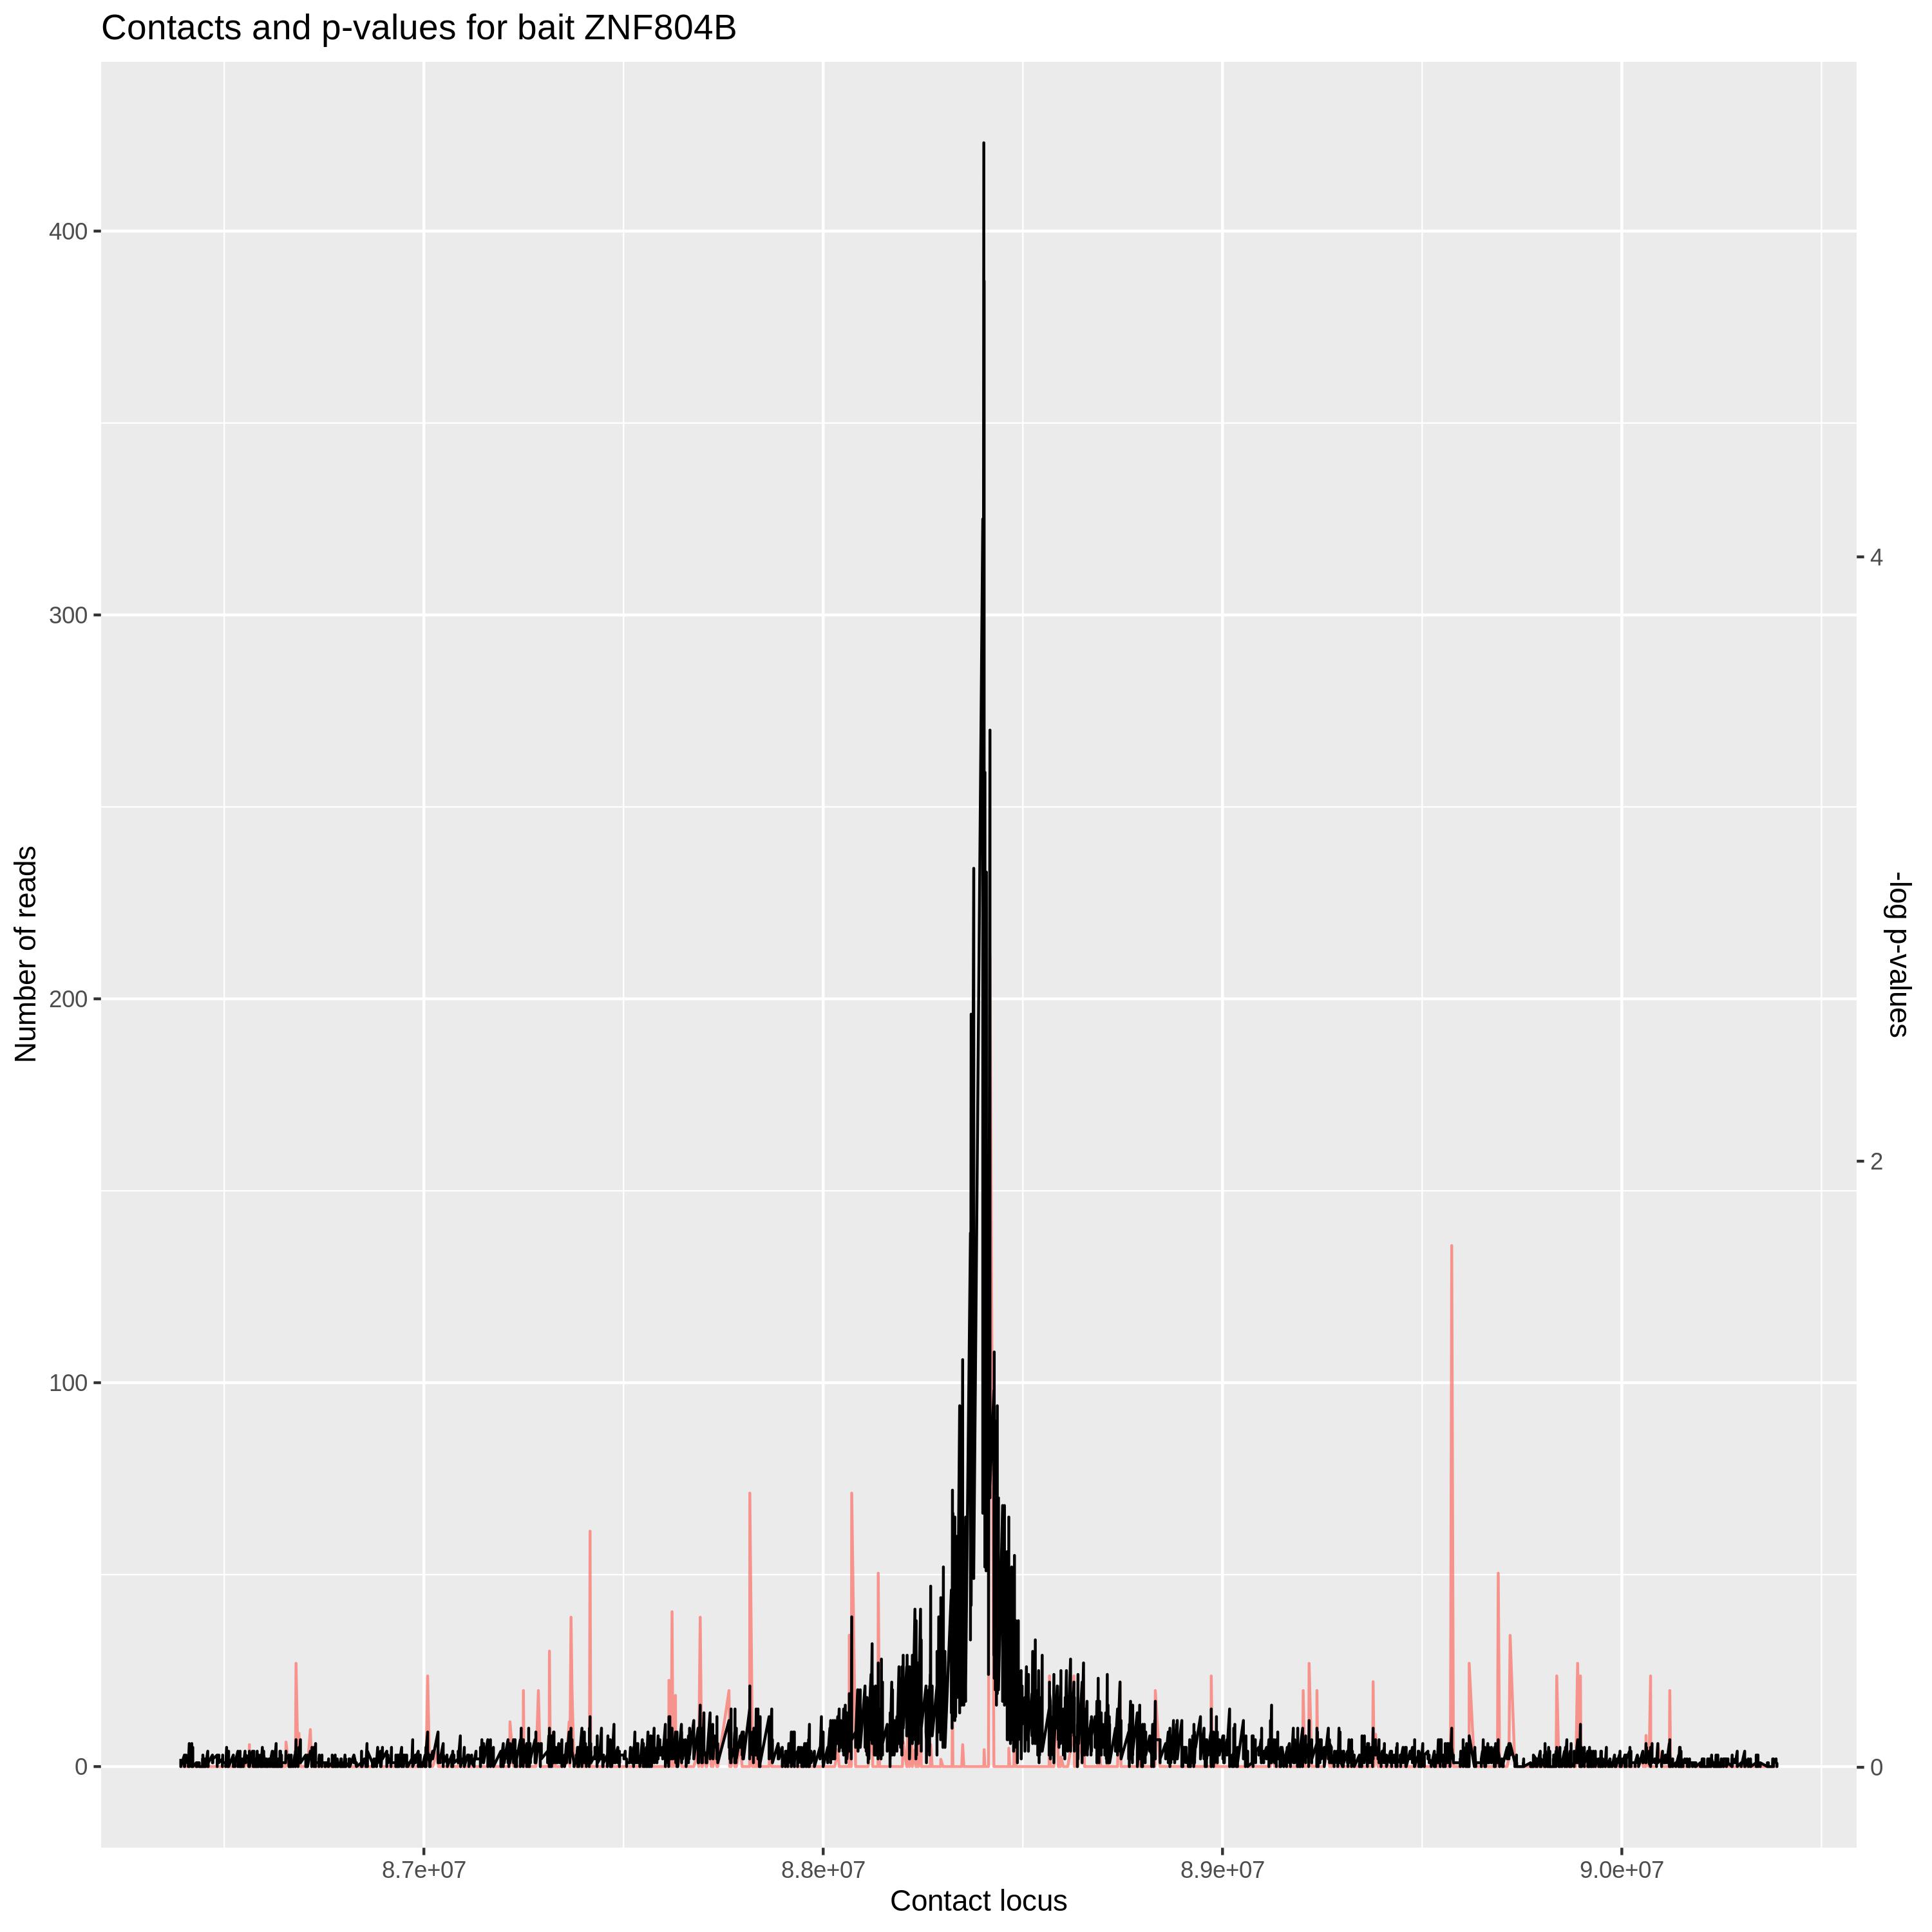 Contacts and p-values for bait ZNF804B
400
300
200
100
0
Number of reads
4
2
0
-log p-values
8.7e+07
8.8e+07
8.9e+07
9.0e+07
Contact locus